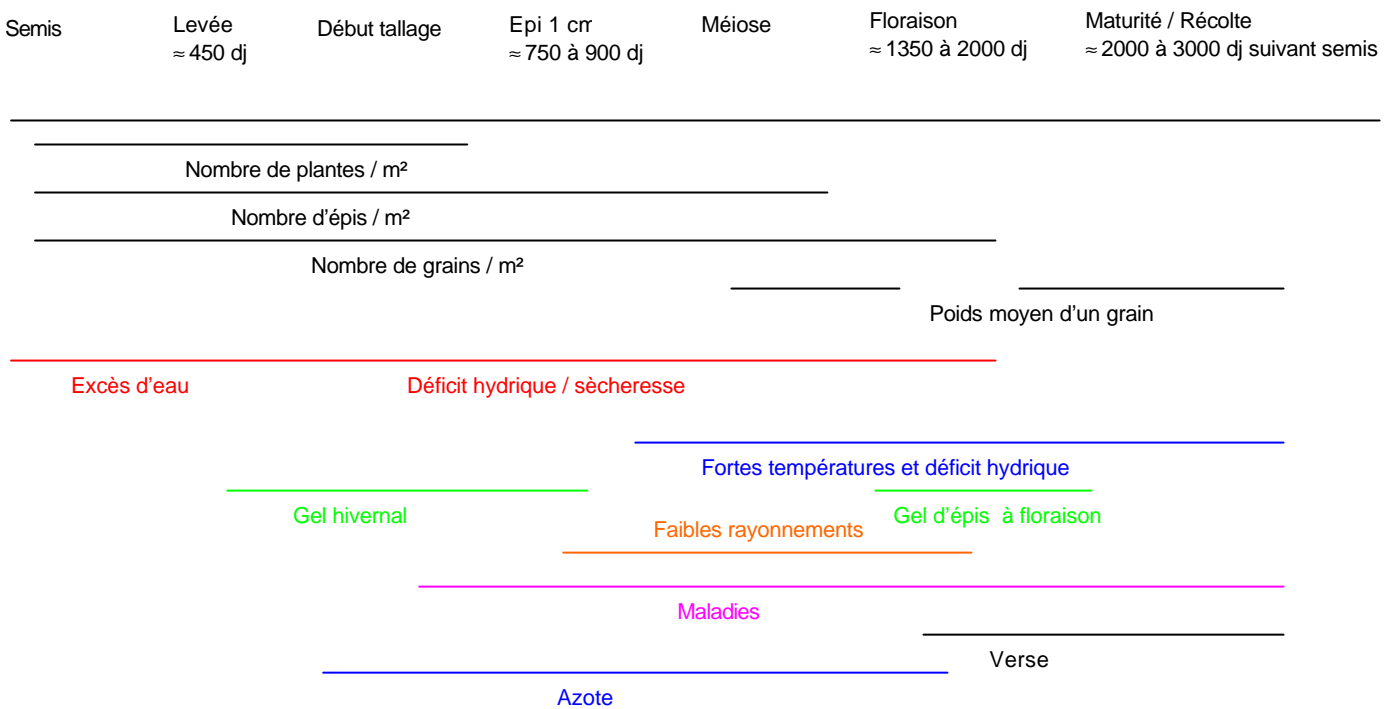 Semis
Levée
≈ 450 dj
Début tallage
Epi 1 cm
≈ 750 à 900 dj
Méiose
Floraison
≈ 1350 à 2000 dj
Maturité / Récolte
≈ 2000 à 3000 dj suivant semis
Nombre de plantes / m²
Nombre d'épis / m²
Nombre de grains / m²
Poids moyen d'un grain
Excès d'eau
Déficit hydrique / sècheresse
Fortes températures et déficit hydrique
Gel hivernal
Gel d'épis à floraison
Faibles rayonnements
Maladies
Verse
Azote